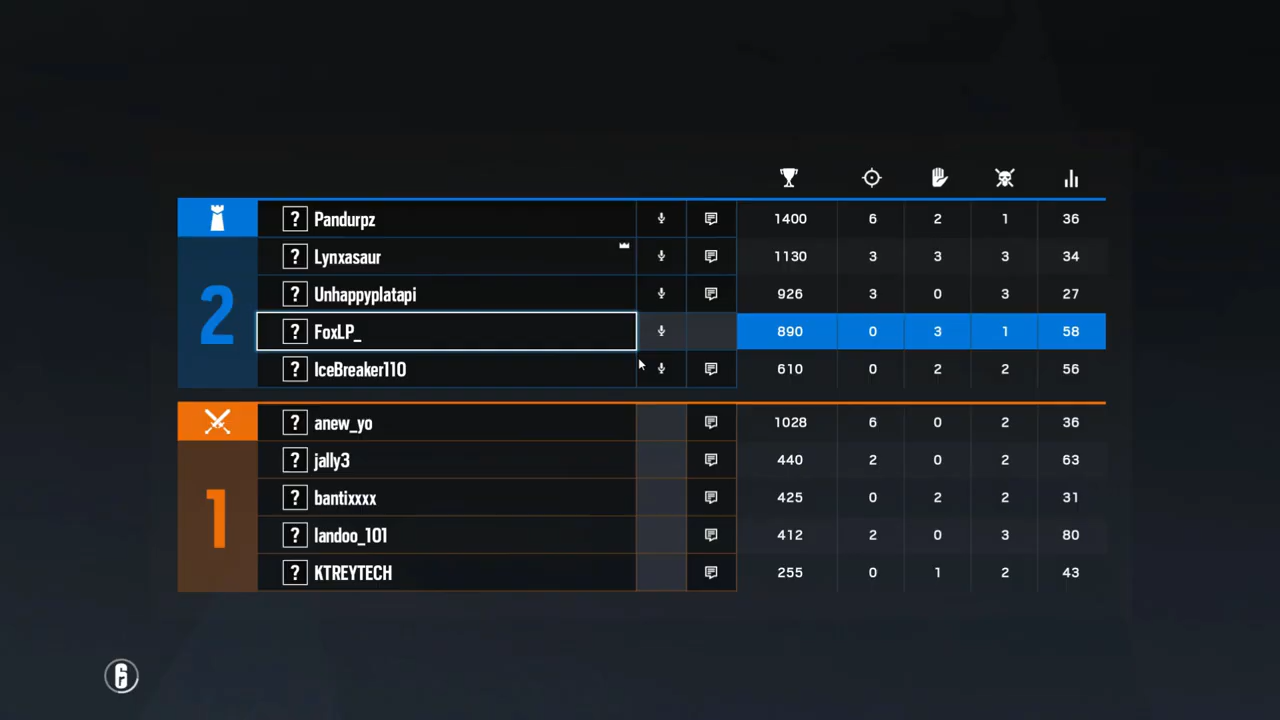 ? Pandurpz 1400 6 2 1 36
? Lynxasaur 1130 3 3 3 34
2
? Unhappyplatapi 926 3 0 3 27
? FoxLP_ 890 0 3 1 58
? IceBreaker110 610 0 2 2 56
? anew_yo 1028 6 0 2 36
? jally3 440 2 0 2 63
1
? bantixxxx 425 0 2 2 31
? landoo_101 412 2 0 3 80
? KTREYTECH 255 0 1 2 43
6